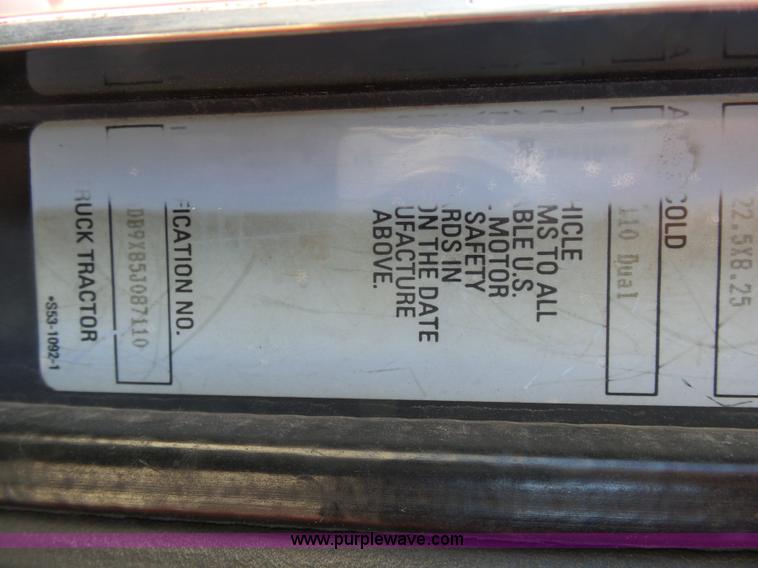 22.5X8.25
COLD
110 Dual
HICLE
MS TO ALL
BLE U.S.
MOTOR
SAFETY
RDS IN
ON THE DATE
UFACTURE
ABOVE.
FICATION NO.
DB9X85J087110
RUCK TRACTOR
•S53-1092-1
www.purplewave.com